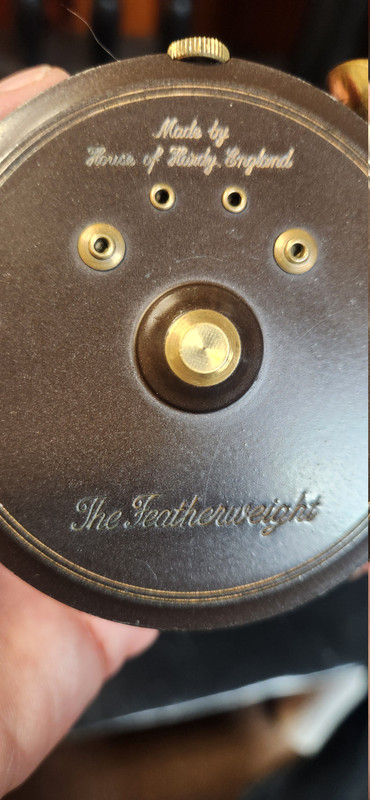 Made by
House of Hardy. England
The Featherweight